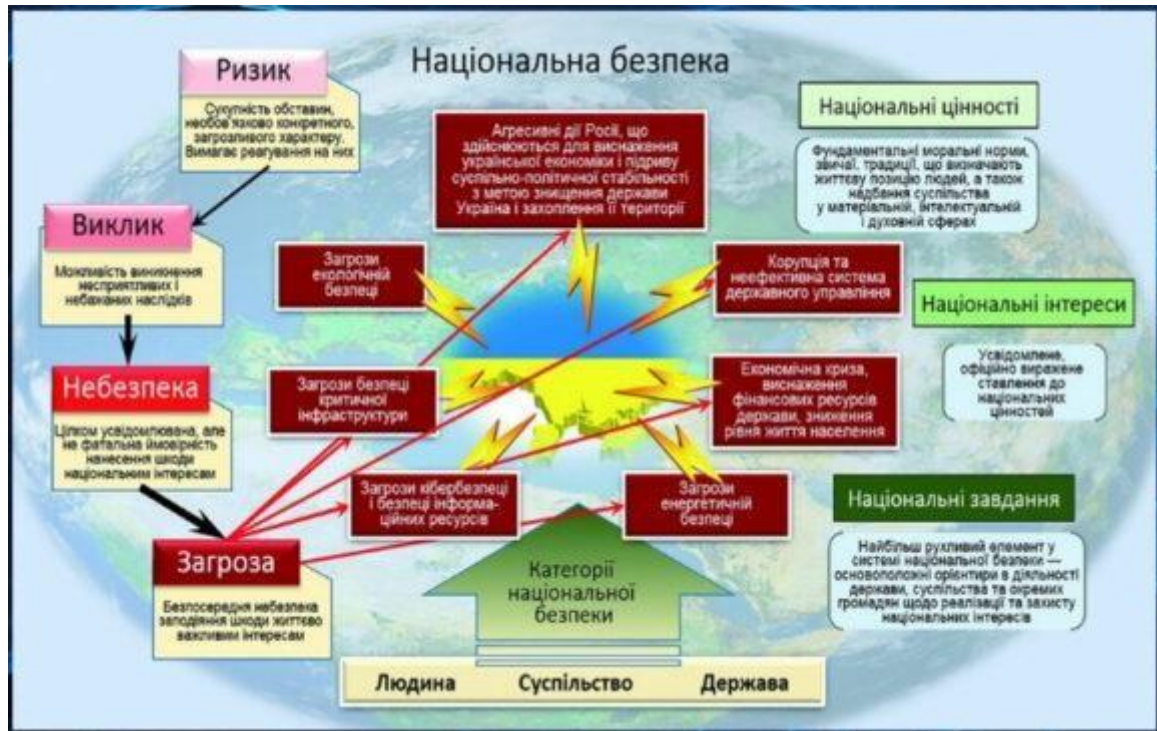 Національна безпека
Ризик
Сукупність обставин,
необов'язково конкретного,
загрозливого характеру.
Вимагає реагування на них
Виклик
Можливість виникнення
несприятливих і
небажаних наслідків
Небезпека
Цілком усвідомлювана, але
не фатальна ймовірність
нанесення шкоди
національним інтересам
Загроза
Безпосередня небезпека
заподіяння шкоди життєво
важливим інтересам
Агресивні дії Росії, що
здійснюються для виснаження
української економіки і підриву
суспільно-політичної стабільності
з метою знищення держави
Україна і захоплення її території
Загрози
екологічній
безпеці
Корупція та
неефективна система
державного управління
Загрози безпеці
критичної
інфраструктури
Економічна криза,
виснаження
фінансових ресурсів
держави, зниження
рівня життя населення
Загрози кібербезпеці
і безпеці інформа-
ційних ресурсів
Загрози
енергетичній
безпеці
Категорії
національної
безпеки
Людина Суспільство Держава
Національні цінності
Фундаментальні моральні норми,
звичаї, традиції, що визначають
життєву позицію людей, а також
надбання суспільства
у матеріальній, інтелектуальній
і духовній сферах
Національні інтереси
Усвідомлене,
офіційно виражене
ставлення до
національних
цінностей
Національні завдання
Найбільш рухливий елемент у
системі національної безпеки —
основоположні орієнтири в діяльності
держави, суспільства та окремих
громадян щодо реалізації та захисту
національних інтересів